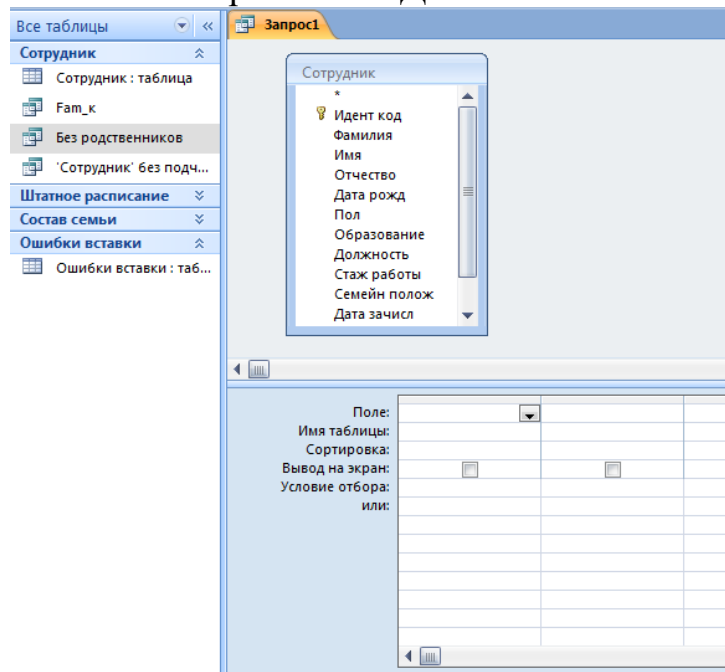 Все таблицы
Сотрудник
Сотрудник : таблица
Fam_к
Без родственников
'Сотрудник' без подч...
Штатное расписание
Состав семьи
Ошибки вставки
Ошибки вставки : таб...
Запрос1
Сотрудник
*
Идент код
Фамилия
Имя
Отчество
Дата рожд
Пол
Образование
Должность
Стаж работы
Семейн полож
Дата зачисл
Поле:
Имя таблицы:
Сортировка:
Вывод на экран:
Условие отбора:
или: